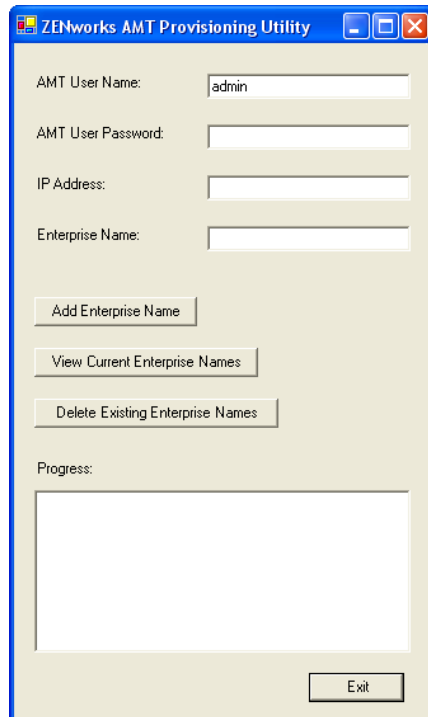 ZENworks AMT Provisioning Utility
AMT User Name:
admin
AMT User Password:
IP Address:
Enterprise Name:
Add Enterprise Name
View Current Enterprise Names
Delete Existing Enterprise Names
Progress:
Exit